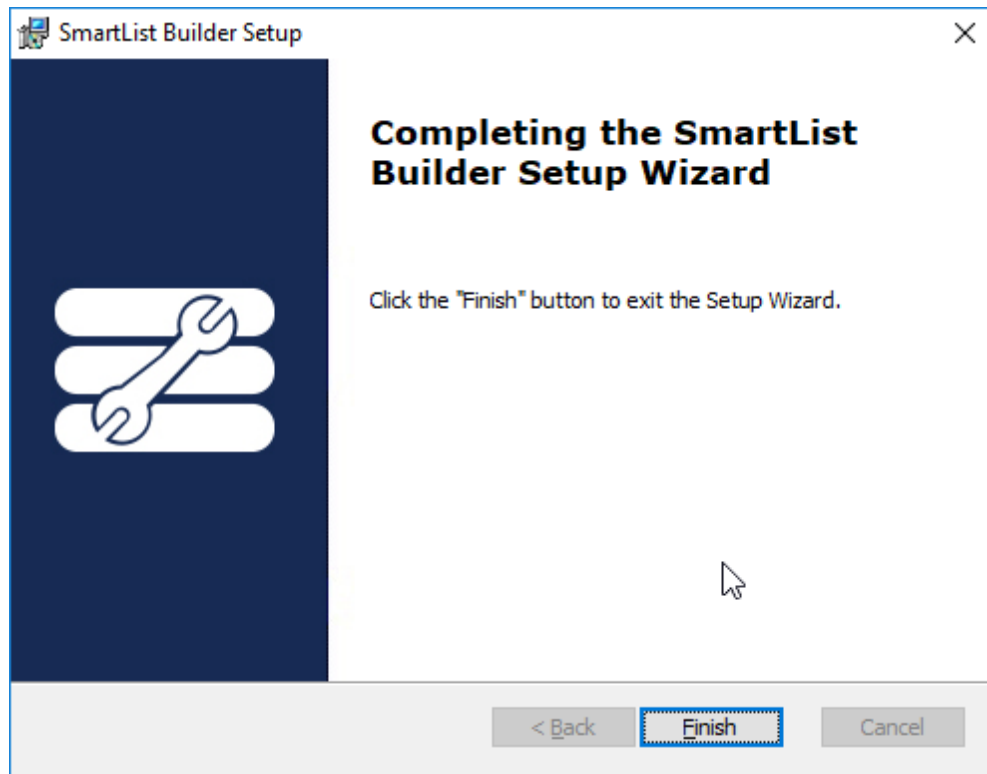 SmartList Builder Setup
Completing the SmartList
Builder Setup Wizard
Click the "Finish" button to exit the Setup Wizard.
< Back Finish Cancel